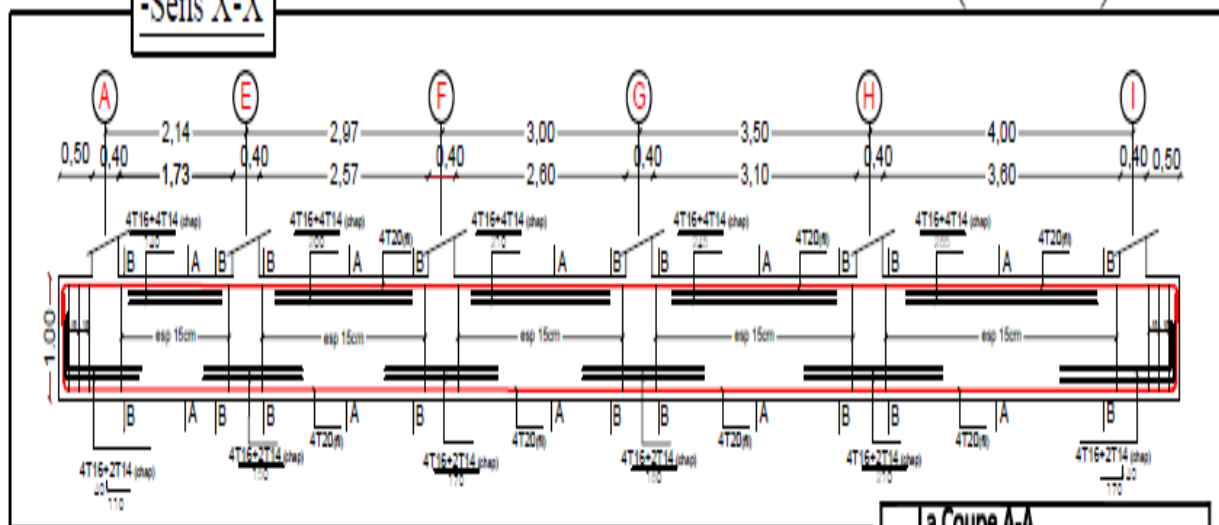 -Sens X-X
A E F G H I
2,14 2,97 3,00 3,50 4,00
0,50 0,40 0,40 0,40 0,40 0,40 0,40 0,50
1,73 2,57 2,60 3,10 3,60
4T16+4T14 (chap) 4T16+4T14 (chap) 4T16+4T14 (chap) 4T16+4T14 (chap) 4T16+4T14 (chap)
4T20(fil) 4T20(fil) 4T20(fil)
B A B B A B A B B A B B A B
1.00
esp 15cm esp 15cm esp 15cm esp 15cm esp 15cm
B A B B A B A B B A B B A B
4T20(fil) 4T20(fil) 4T20(fil) 4T20(fil)
4T16+2T14 (chap) 4T16+2T14 (chap) 4T16+2T14 (chap) 4T16+2T14 (chap) 4T16+2T14 (chap) 4T16+2T14 (chap)
110 170 170
La Coupe A-A